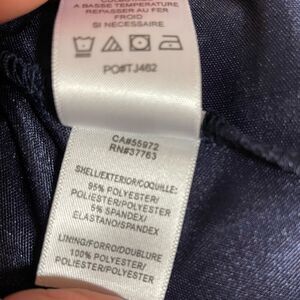 A BASSE TEMPERATURE
REPASSER AU FER
FROID
SI NECESSAIRE
PO#TJ462
CA#55972
RN#37763
SHELL/EXTERIOR/COQUILLE:
95% POLYESTER/
POLIESTER/POLYESTER
5% SPANDEX/
ELASTANO/SPANDEX
LINING/FORRO/DOUBLURE
100% POLYESTER/
POLIESTER/POLYESTER